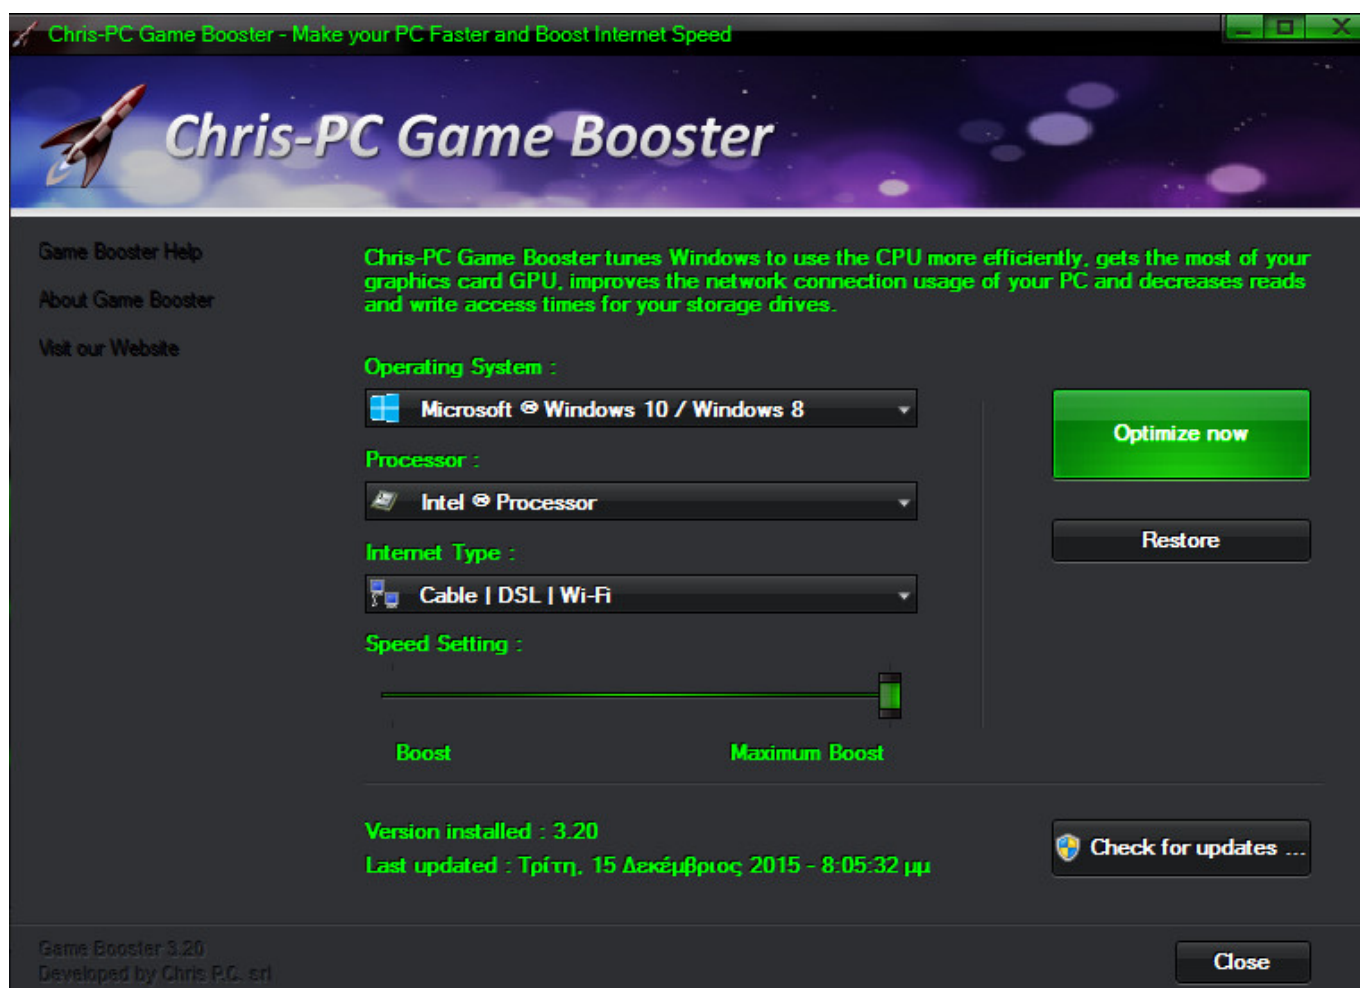 Chris-PC Game Booster - Make your PC Faster and Boost Internet Speed
Chris-PC Game Booster
Game Booster Help
About Game Booster
Visit our Website
Chris-PC Game Booster tunes Windows to use the CPU more efficiently, gets the most of your
graphics card GPU, improves the network connection usage of your PC and decreases reads
and write access times for your storage drives.
Operating System :
Microsoft ® Windows 10 / Windows 8
Processor :
Intel ® Processor
Internet Type :
Cable | DSL | Wi-Fi
Speed Setting :
Boost
Maximum Boost
Optimize now
Restore
Version installed : 3.20
Last updated : Τρίτη, 15 Δεκέμβριος 2015 - 8:05:32 μμ
Check for updates ...
Game Booster 3.20
Developed by Chris P.C. srl
Close